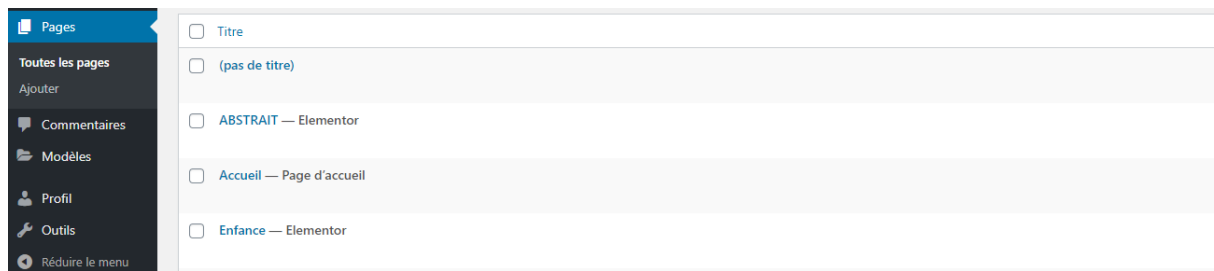 Pages
Toutes les pages
Ajouter
Commentaires
Modèles
Profil
Outils
Réduire le menu
Titre
(pas de titre)
ABSTRAIT — Elementor
Accueil — Page d’accueil
Enfance — Elementor